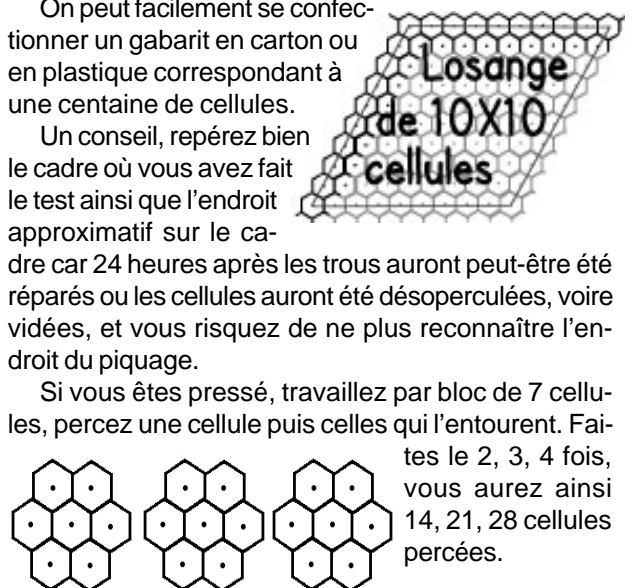 On peut facilement se confec-
tionner un gabarit en carton ou
en plastique correspondant à
une centaine de cellules.
Un conseil, repérez bien
le cadre où vous avez fait
le test ainsi que l'endroit
approximatif sur le ca-
dre car 24 heures après les trous auront peut-être été
réparés ou les cellules auront été désoperculées, voire
vidées, et vous risquez de ne plus reconnaître l'en-
droit du piquage.
Si vous êtes pressé, travaillez par bloc de 7 cellu-
les, percez une cellule puis celles qui l'entourent. Fai-
tes le 2, 3, 4 fois,
vous aurez ainsi
14, 21, 28 cellules
percées.
Losange
de 10X10
cellules